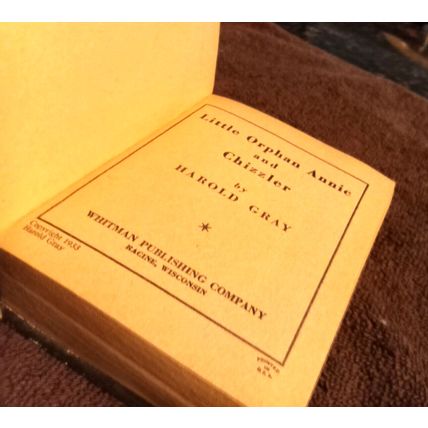 Little Orphan Annie
and
Chizzler
by
HAROLD GRAY
*
WHITMAN PUBLISHING COMPANY
RACINE, WISCONSIN
Copyright 1933
Harold Gray
PRINTED
IN
U.S.A.